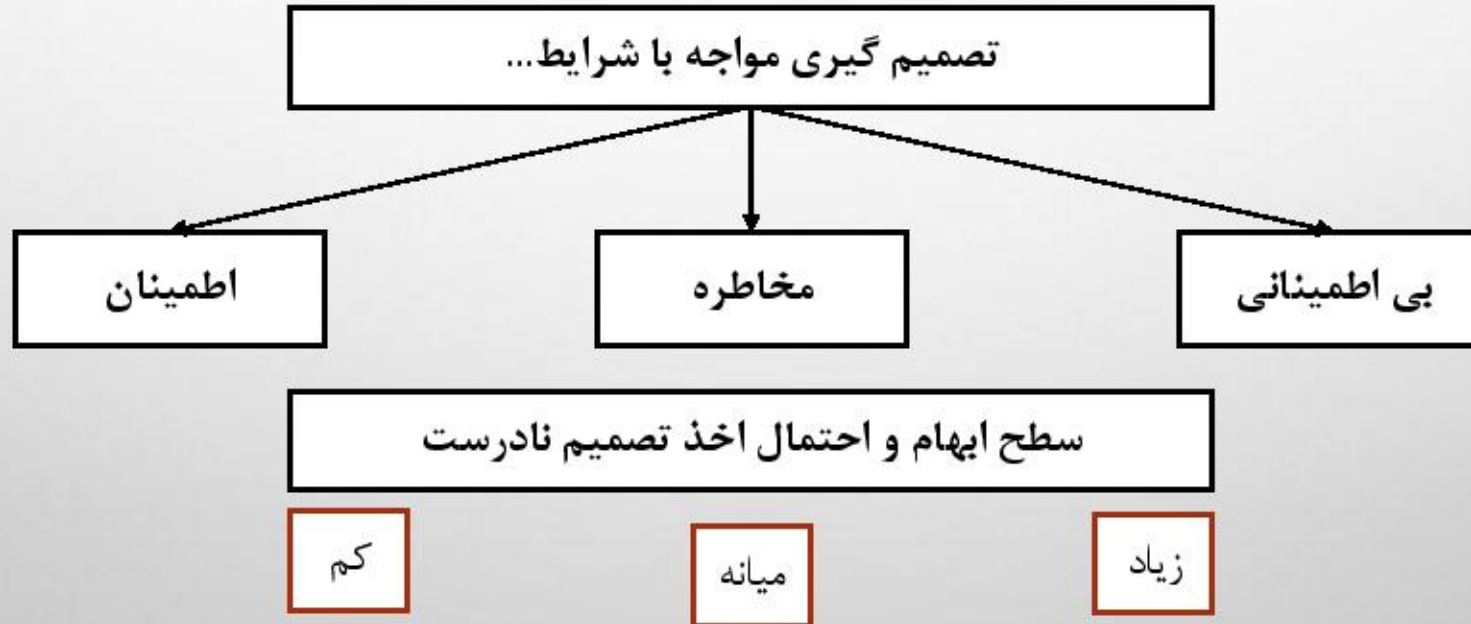 تصمیم گیری مواجه با شرایط...
بی اطمینانی
مخاطره
اطمینان
سطح ابهام و احتمال اخذ تصمیم نادرست
زیاد
میانه
کم